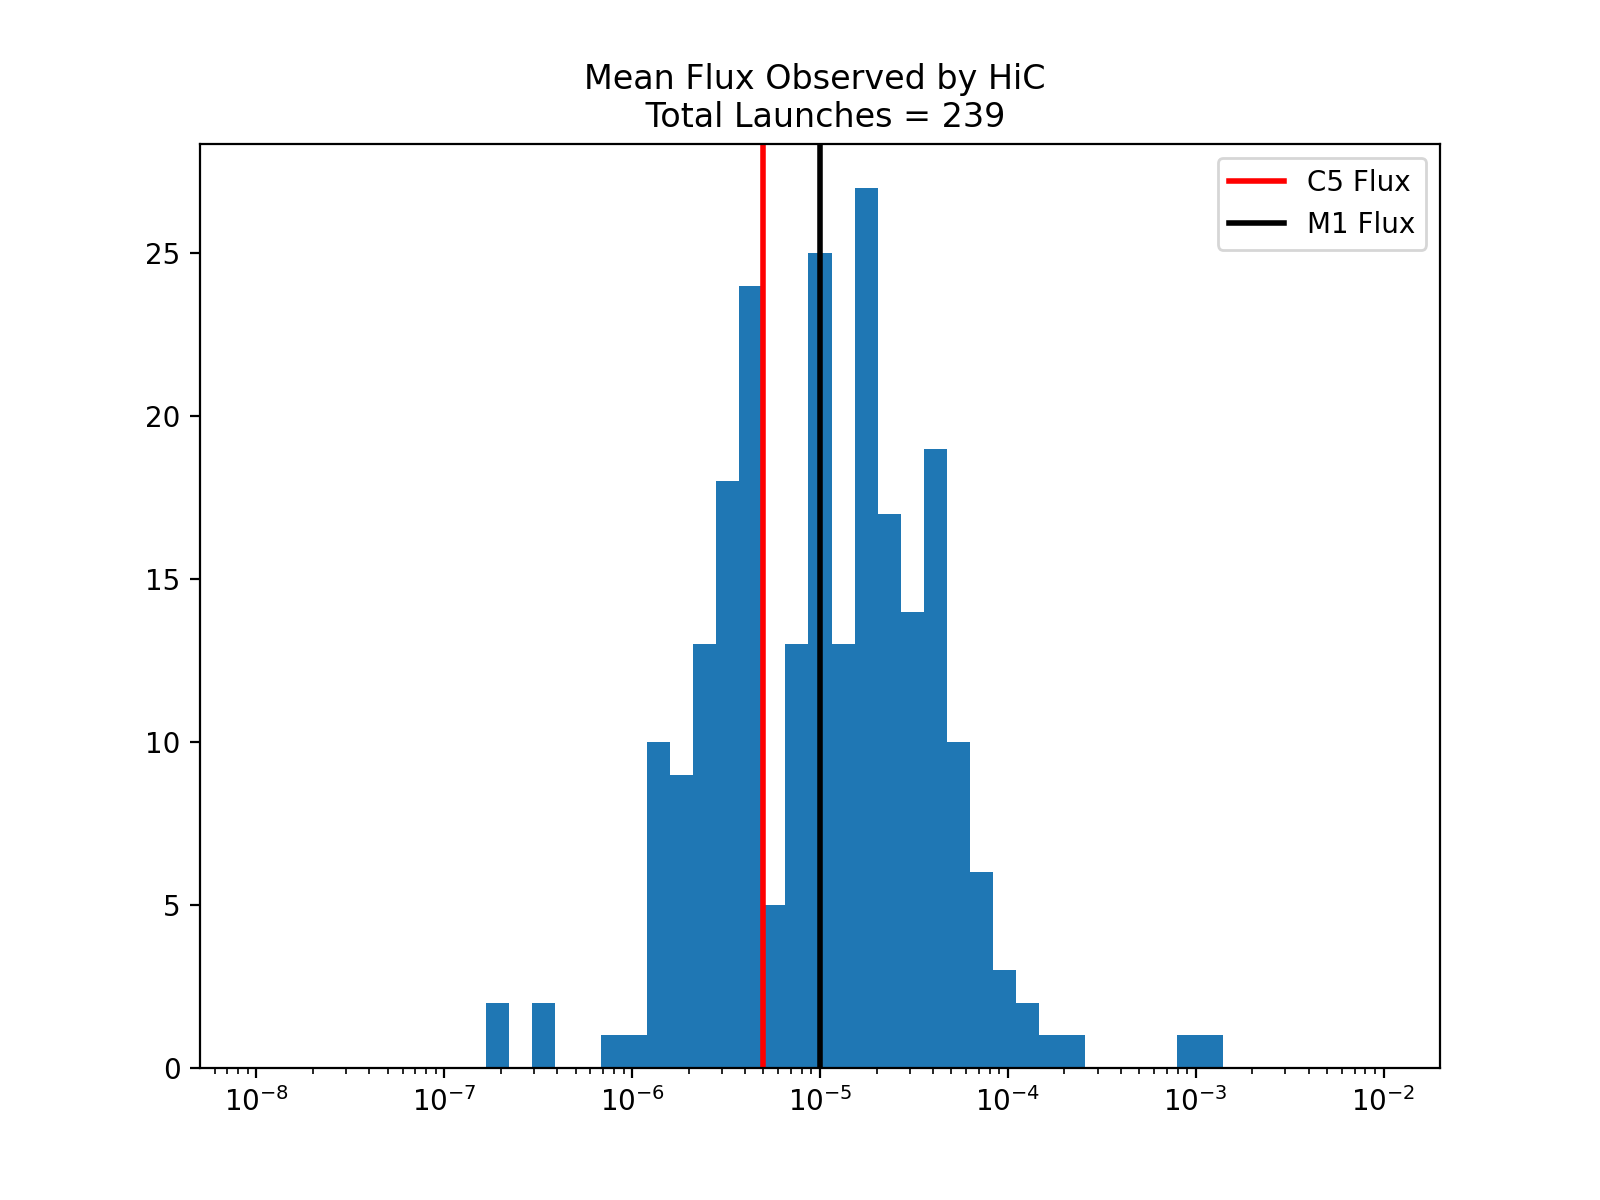 Mean Flux Observed by HiC
Total Launches = 239
C5 Flux
M1 Flux
25
20
15
10
5
0
10⁻⁸ 10⁻⁷ 10⁻⁶ 10⁻⁵ 10⁻⁴ 10⁻³ 10⁻²